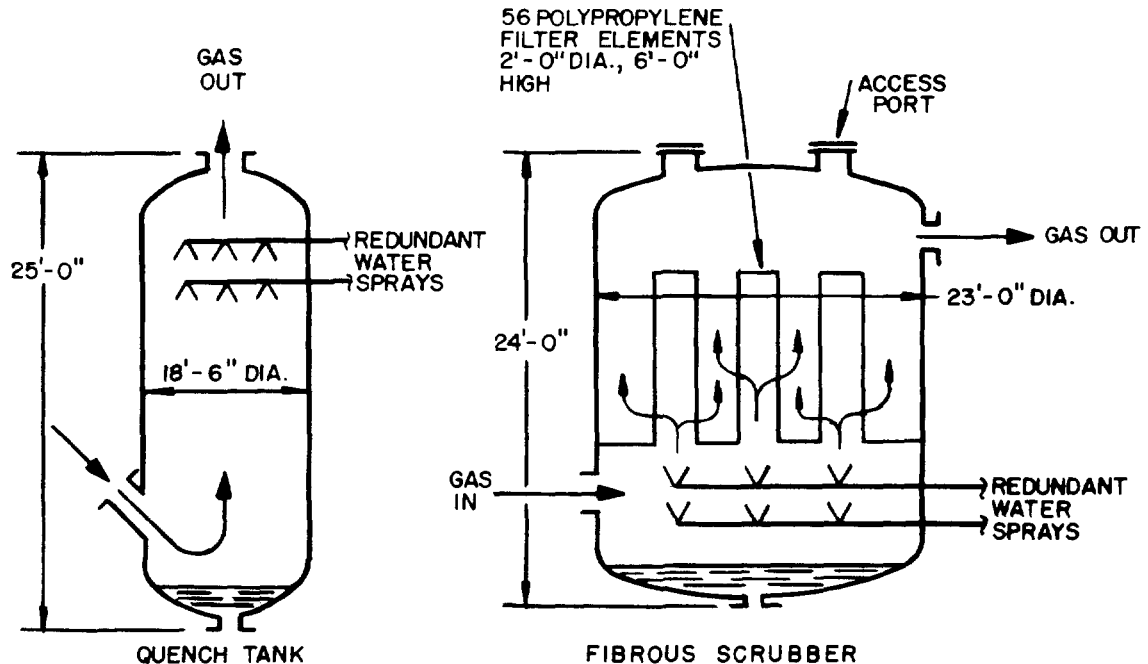 GAS
OUT
25'-0"
REDUNDANT
WATER
SPRAYS
18'-6" DIA.
QUENCH TANK
56 POLYPROPYLENE
FILTER ELEMENTS
2'-0" DIA., 6'-0"
HIGH
ACCESS
PORT
GAS OUT
23'-0" DIA.
24'-0"
GAS
IN
REDUNDANT
WATER
SPRAYS
FIBROUS SCRUBBER